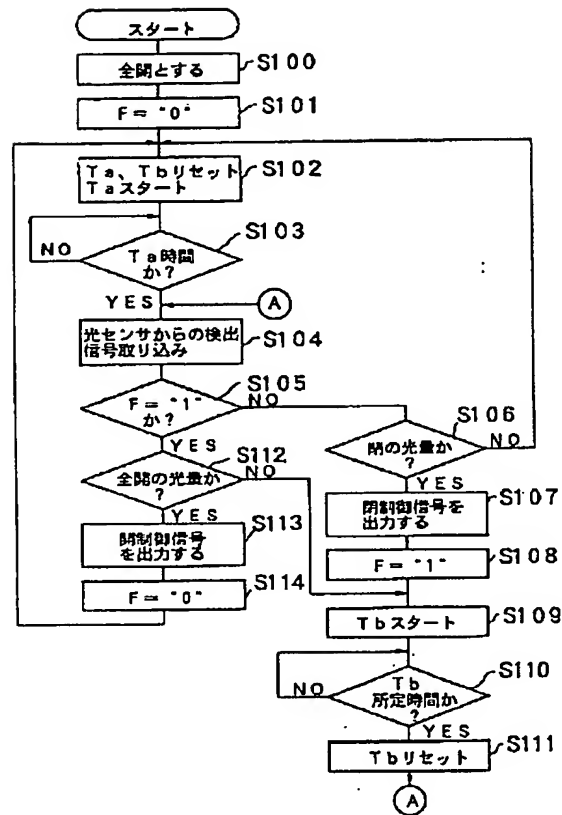 スタート
全開とする
S100
F="0"
S101
Ta、Tbリセット
Taスタート
S102
S103
NO
Ta時間
か?
YES
A
光センサからの検出
信号取り込み
S104
S105
F="1"
か?
NO
YES
S106
閉の光量か
?
NO
YES
S112
全開の光量か
?
NO
YES
S107
閉制御信号を
出力する
S113
開制御信号
を出力する
S108
F="1"
S114
F="0"
S109
Tbスタート
S110
NO
Tb
所定時間か
?
YES
S111
Tbリセット
A